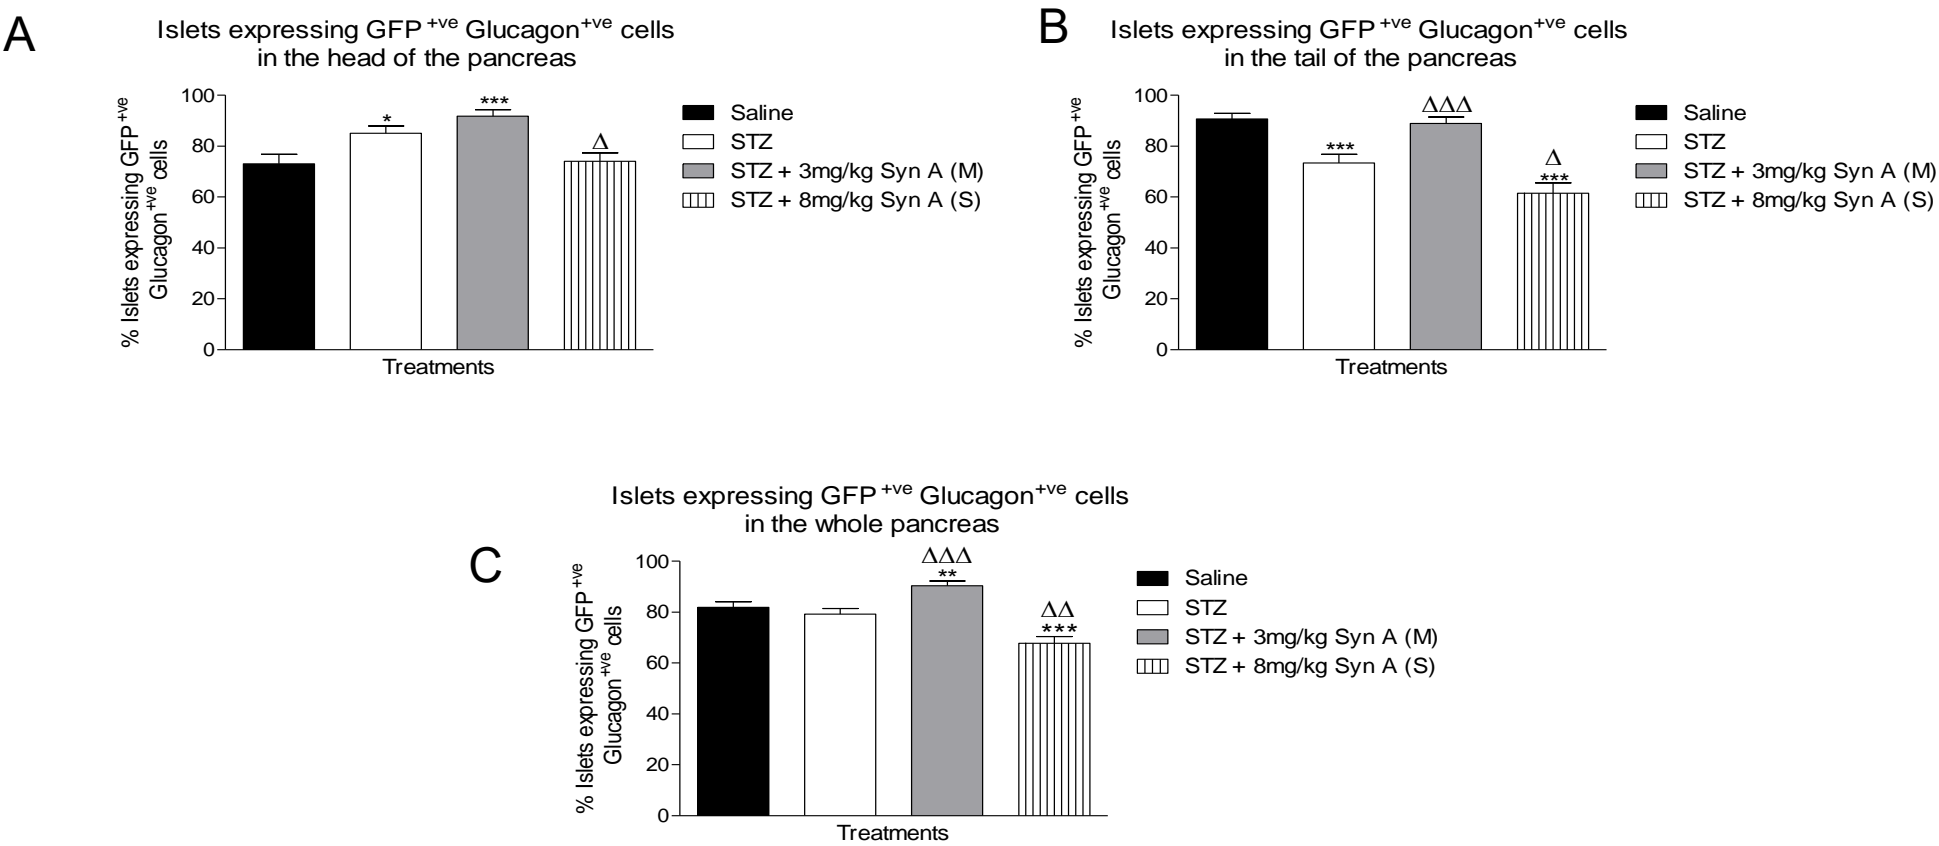 A
Islets expressing GFP +ve Glucagon+ve cells
in the head of the pancreas
% Islets expressing GFP+ve
Glucagon+ve cells
100
80
60
40
20
0
*
***
Δ
Treatments
Saline
STZ
STZ + 3mg/kg Syn A (M)
STZ + 8mg/kg Syn A (S)
B
Islets expressing GFP +ve Glucagon+ve cells
in the tail of the pancreas
% Islets expressing GFP+ve
Glucagon+ve cells
100
80
60
40
20
0
***
ΔΔΔ
Δ
***
Treatments
Saline
STZ
STZ + 3mg/kg Syn A (M)
STZ + 8mg/kg Syn A (S)
C
Islets expressing GFP +ve Glucagon+ve cells
in the whole pancreas
% Islets expressing GFP+ve
Glucagon+ve cells
100
80
60
40
20
0
ΔΔΔ
**
ΔΔ
***
Treatments
Saline
STZ
STZ + 3mg/kg Syn A (M)
STZ + 8mg/kg Syn A (S)